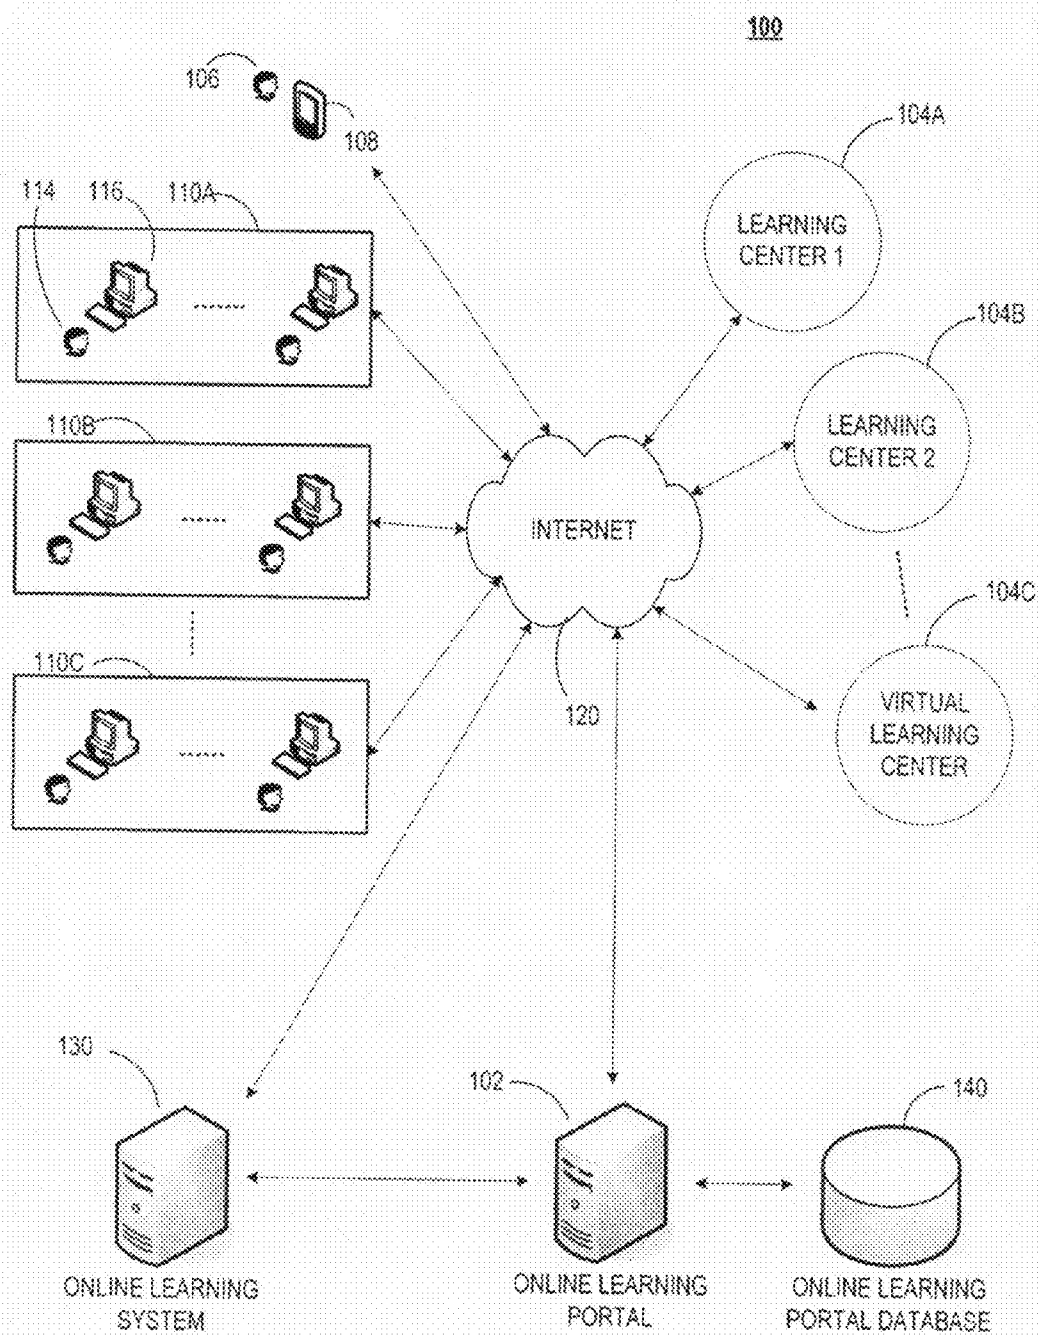 100
106
108
104A
114
116
110A
LEARNING
CENTER 1
104B
110B
LEARNING
CENTER 2
INTERNET
104C
110C
120
VIRTUAL
LEARNING
CENTER
130
102
140
ONLINE LEARNING
SYSTEM
ONLINE LEARNING
PORTAL
ONLINE LEARNING
PORTAL DATABASE